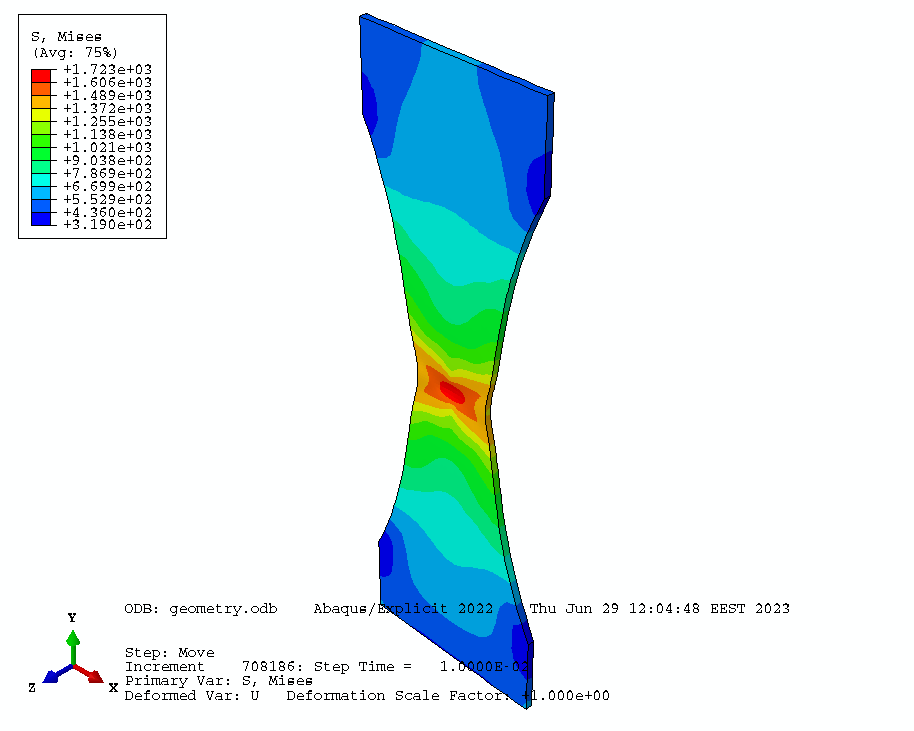 S, Mises
(Avg: 75%)
+1.723e+03
+1.606e+03
+1.489e+03
+1.372e+03
+1.255e+03
+1.138e+03
+1.021e+03
+9.038e+02
+7.869e+02
+6.699e+02
+5.529e+02
+4.360e+02
+3.190e+02
ODB: geometry.odb    Abaqus/Explicit 2022    Thu Jun 29 12:04:48 EEST 2023
Y
Z
X
Step: Move
Increment    708186: Step Time =    1.0000E-02
Primary Var: S, Mises
Deformed Var: U   Deformation Scale Factor: +1.000e+00